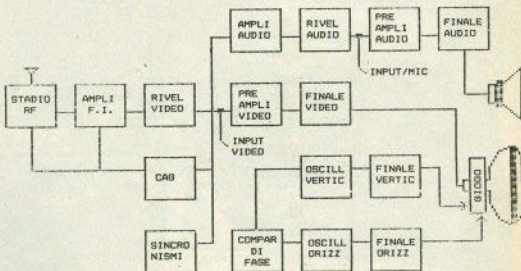 AMPLI
AUDIO
RIVEL
AUDIO
PRE
AMPLI
AUDIO
FINALE
AUDIO
INPUT/MIC
STADIO
RF
AMPLI
F.I.
RIVEL
VIDEO
PRE
AMPLI
VIDEO
FINALE
VIDEO
INPUT
VIDEO
CAG
OSCILL
VERTIC
FINALE
VERTIC
GIOGO
SINCRO
NISMI
COMPAR
DI
FASE
OSCILL
ORIZZ
FINALE
ORIZZ